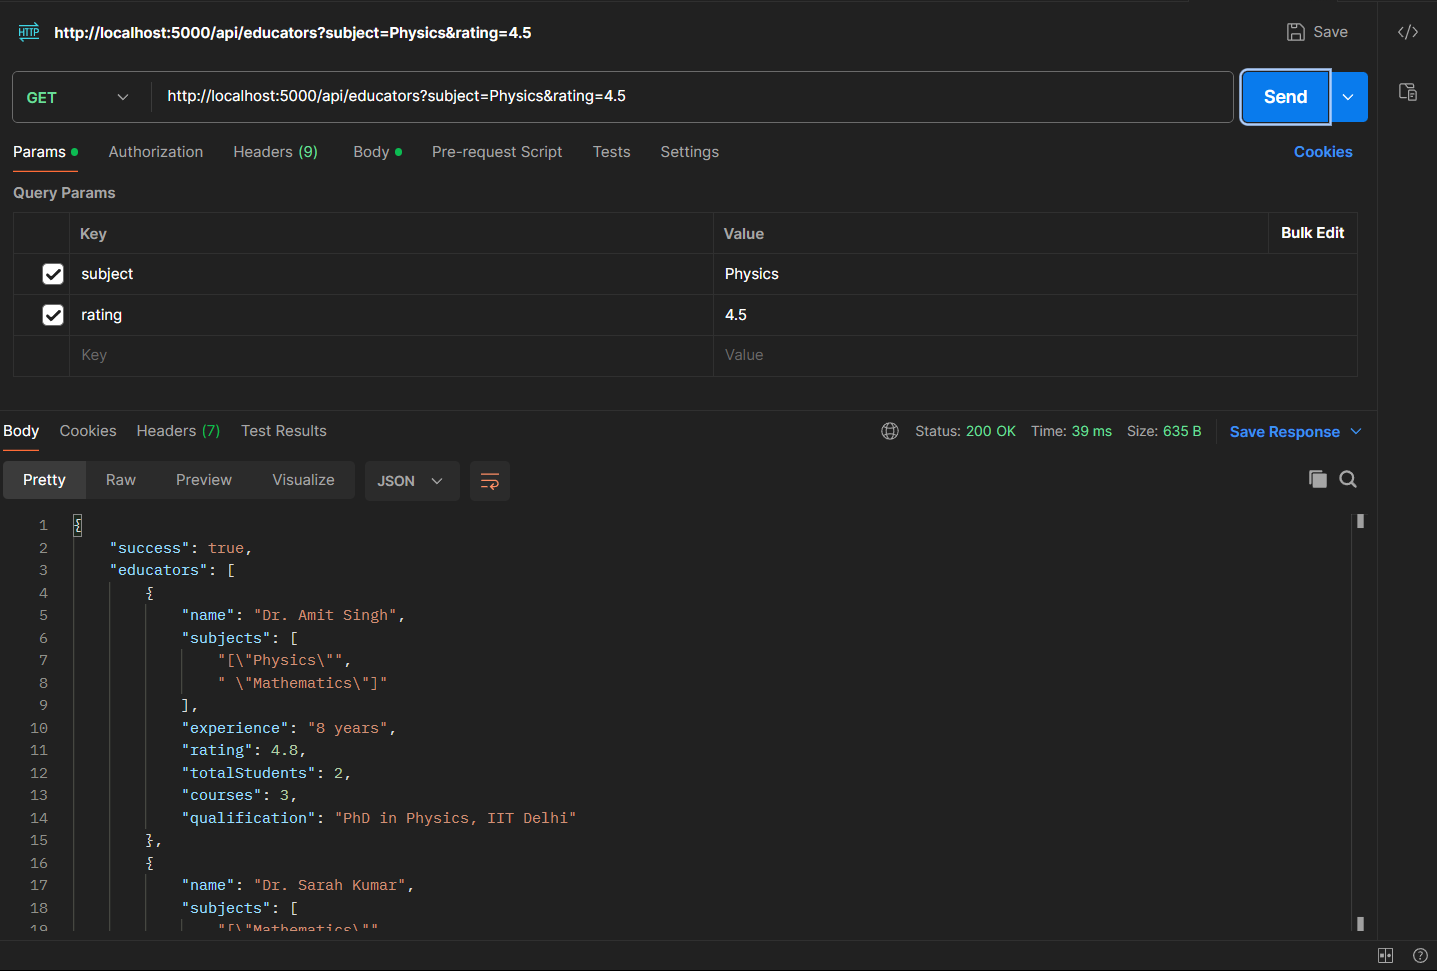 HTTP http://localhost:5000/api/educators?subject=Physics&rating=4.5 Save
GET http://localhost:5000/api/educators?subject=Physics&rating=4.5 Send
Params Authorization Headers (9) Body Pre-request Script Tests Settings Cookies
Query Params
Key Value Bulk Edit
subject Physics
rating 4.5
Key Value
Body Cookies Headers (7) Test Results Status: 200 OK Time: 39 ms Size: 635 B Save Response
Pretty Raw Preview Visualize JSON
1 {
2 "success": true,
3 "educators": [
4 {
5 "name": "Dr. Amit Singh",
6 "subjects": [
7 "[\"Physics\"",
8 " \"Mathematics\"]"
9 ],
10 "experience": "8 years",
11 "rating": 4.8,
12 "totalStudents": 2,
13 "courses": 3,
14 "qualification": "PhD in Physics, IIT Delhi"
15 },
16 {
17 "name": "Dr. Sarah Kumar",
18 "subjects": [
19 "[\"Mathematics\""